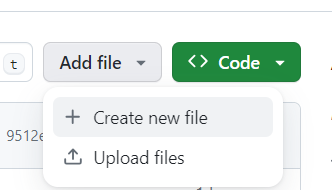 t
Add file
Code
Create new file
9512e
Upload files